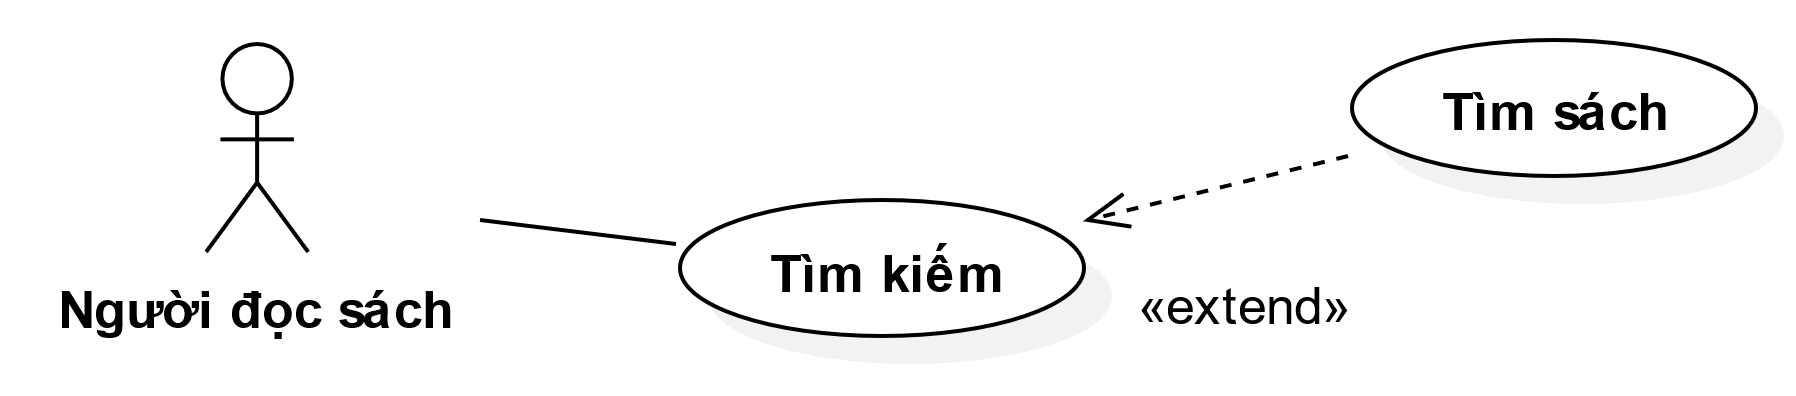 Tìm sách
Tìm kiếm
Người đọc sách
«extend»